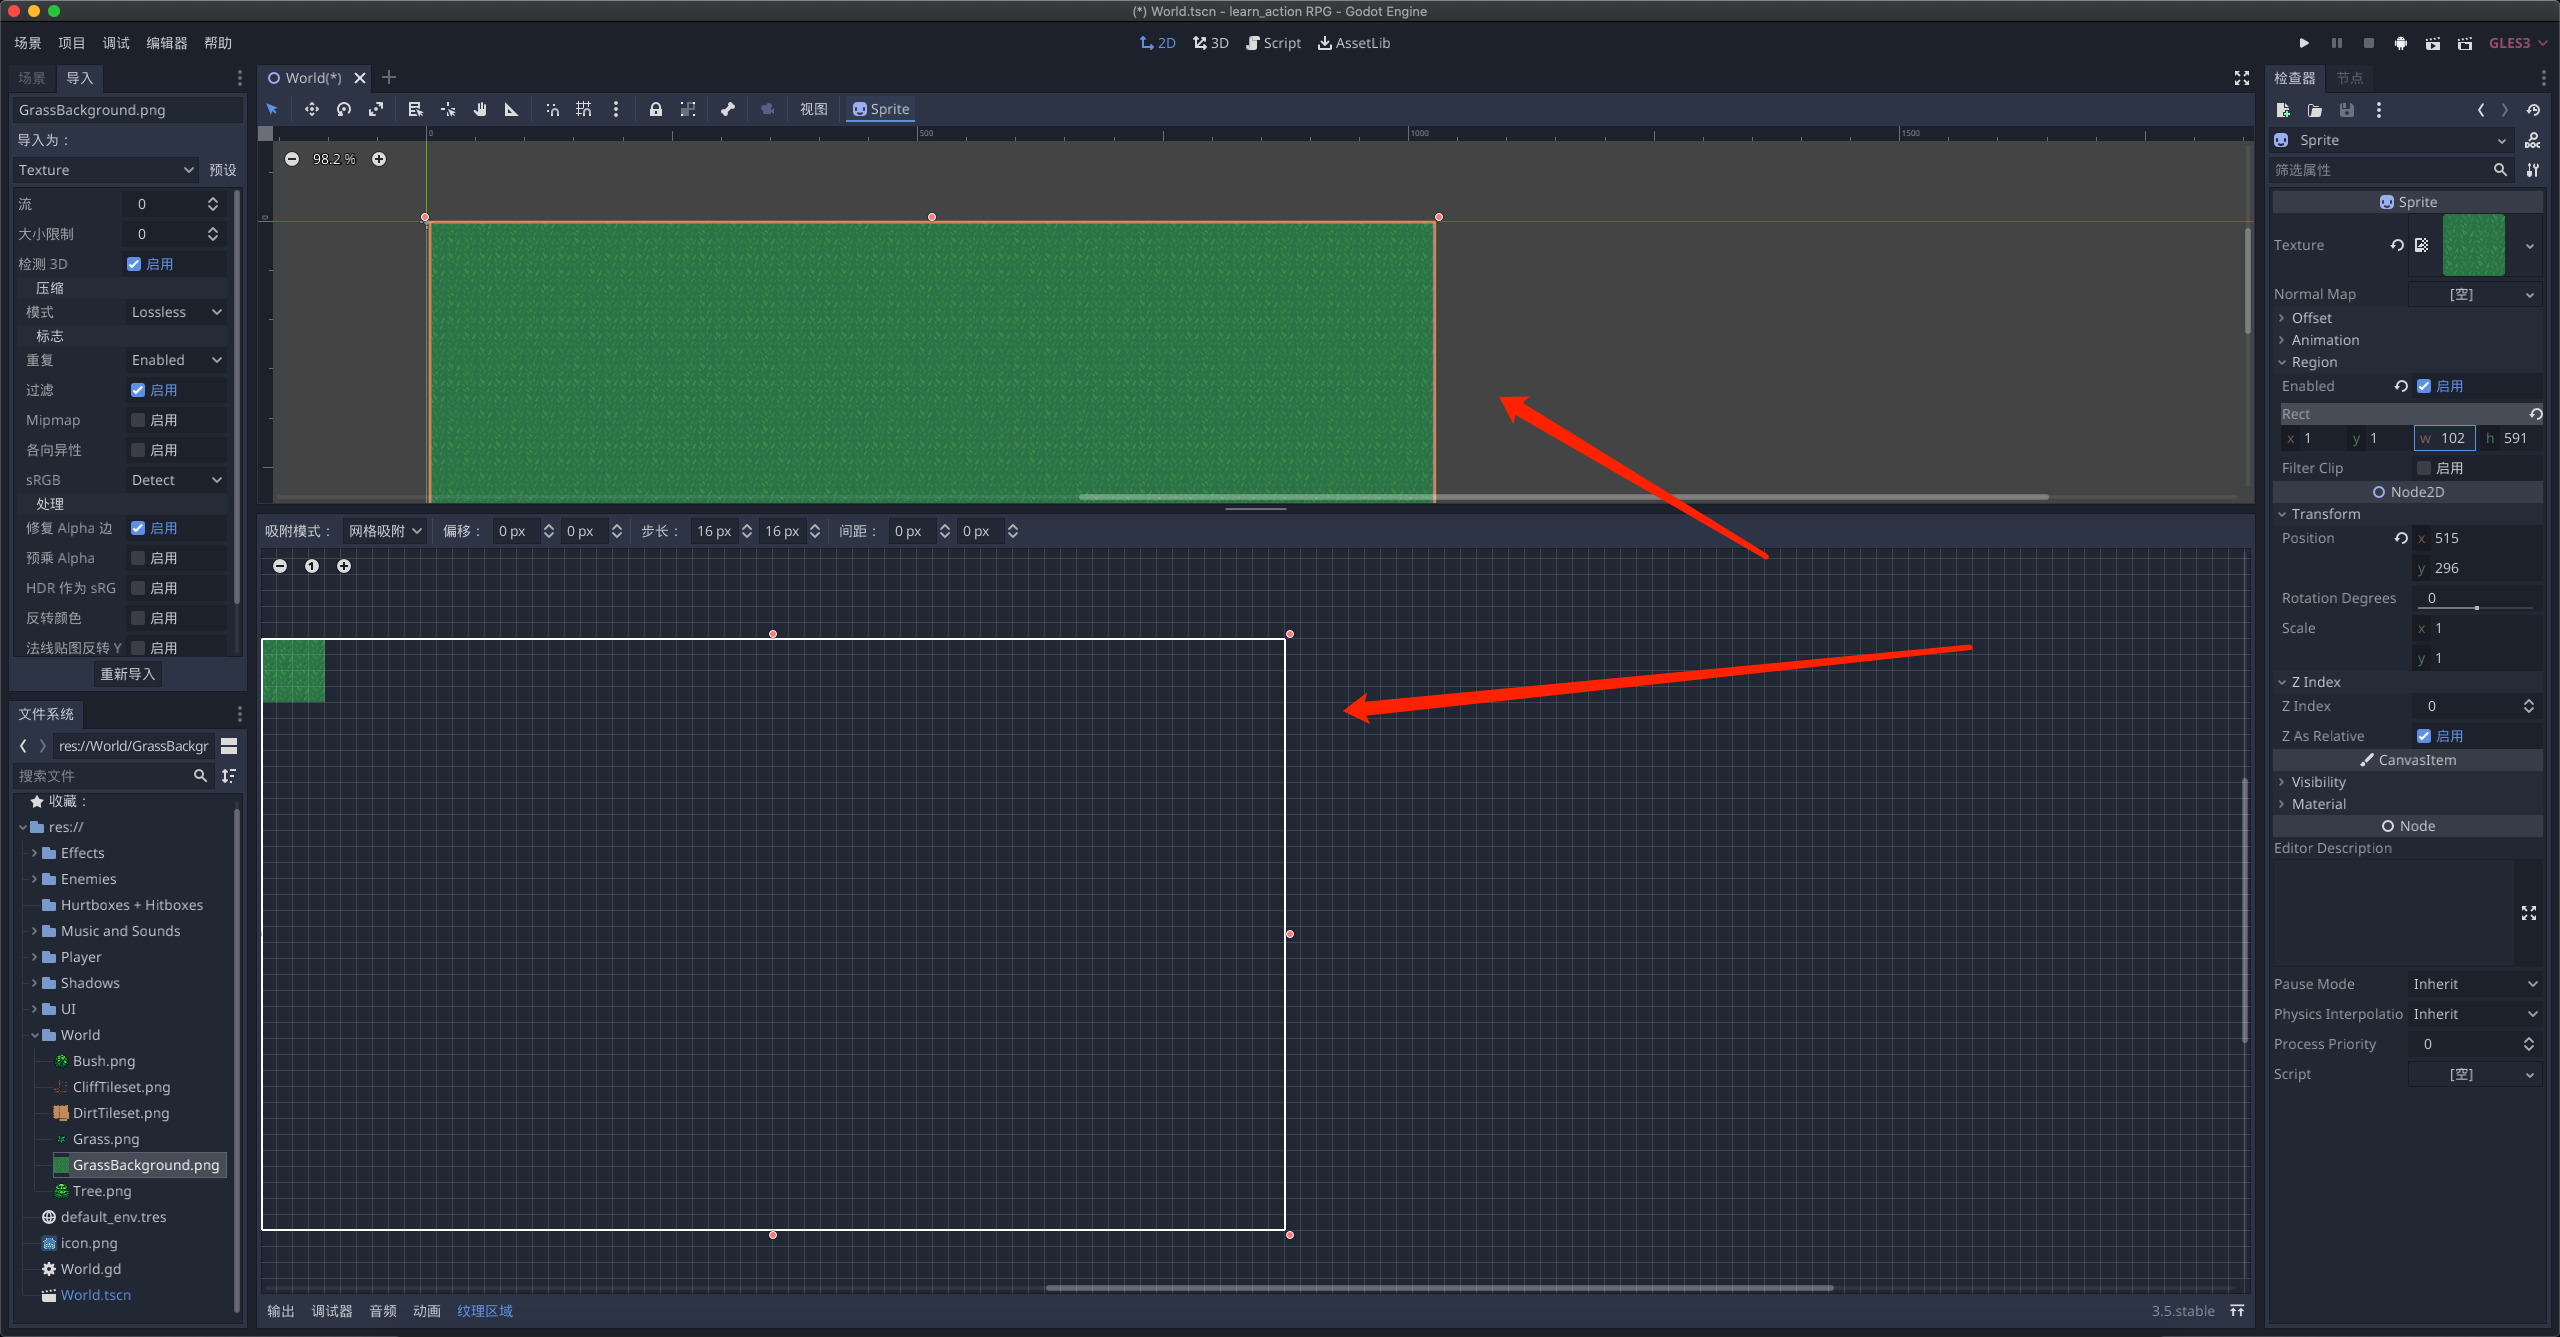 (*) World.tscn - learn_action RPG - Godot Engine
场景 项目 调试 编辑器 帮助
2D 3D Script AssetLib
GLES3
场景 导入
GrassBackground.png
导入为：
Texture 预设
流 0
大小限制 0
检测 3D 启用
压缩
模式 Lossless
标志
重复 Enabled
过滤 启用
Mipmap 启用
各向异性 启用
sRGB Detect
处理
修复 Alpha 边 启用
预乘 Alpha 启用
HDR 作为 sRG 启用
反转颜色 启用
法线贴图反转 Y 启用
重新导入
文件系统
res://World/GrassBackgr
搜索文件
收藏：
res://
Effects
Enemies
Hurtboxes + Hitboxes
Music and Sounds
Player
Shadows
UI
World
Bush.png
CliffTileset.png
DirtTileset.png
Grass.png
GrassBackground.png
Tree.png
default_env.tres
icon.png
World.gd
World.tscn
World(*)
视图 Sprite
0 500 1000 1500
0
98.2 %
吸附模式： 网格吸附 偏移： 0 px 0 px 步长： 16 px 16 px 间距： 0 px 0 px
1
输出 调试器 音频 动画 纹理区域
3.5.stable
检查器 节点
Sprite
DOC
筛选属性
Sprite
Texture
Normal Map [空]
Offset
Animation
Region
Enabled 启用
Rect
x 1 y 1 w 102 h 591
Filter Clip 启用
Node2D
Transform
Position x 515
y 296
Rotation Degrees 0
Scale x 1
y 1
Z Index
Z Index 0
Z As Relative 启用
CanvasItem
Visibility
Material
Node
Editor Description
Pause Mode Inherit
Physics Interpolatio Inherit
Process Priority 0
Script [空]